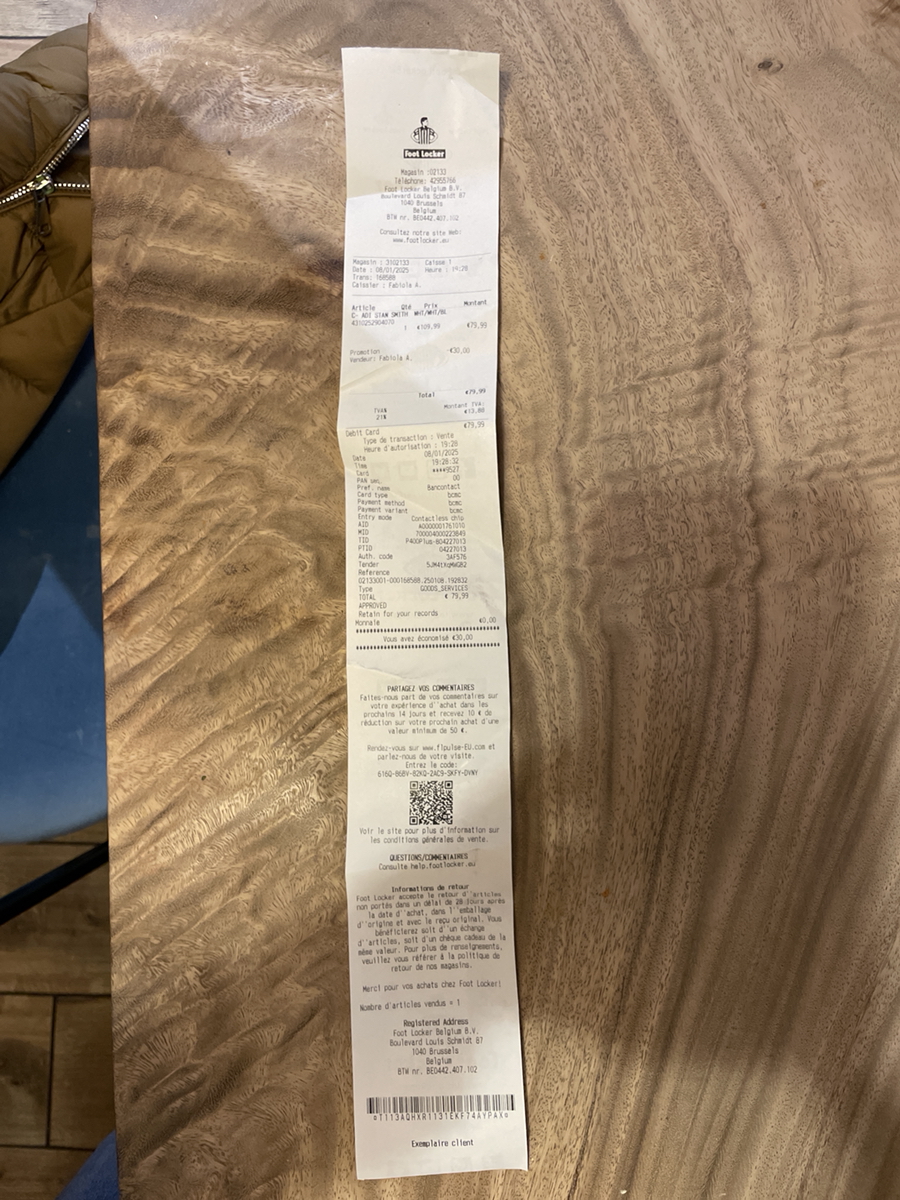 Foot Locker
Magasin :02133
Téléphone: 42955766
Foot Locker Belgium B.V.
Boulevard Louis Schmidt 87
1040 Brussels
Belgium
BTW nr. BE0442.407.102
Consultez notre site Web:
www.footlocker.eu
Magasin : 3102133 Caisse 1
Date : 08/01/2025 Heure : 19:28
Trans: 168588
Caissier : Fabiola A.
Article Qté Prix Montant
C- ADI STAN SMITH WHT/WHT/BL
4310252904070
1 €109,99 €79,99
Promotion -€30,00
Vendeur: Fabiola A.
Total €79,99
TVA% Montant TVA:
21% €13,88
€79,99
Debit Card
Type de transaction : Vente
Heure d'autorisation : 19:28
Date 08/01/2025
Time 19:28:32
Card ****9527
PAN seq. 00
Pref. name Bancontact
Card type bcmc
Payment method bcmc
Payment variant bcmc
Entry mode Contactless chip
AID A0000001761010
MID 700004000223849
TID P400Plus-804227013
PTID 04227013
Auth. code 3AF576
Tender
Reference
02133001-000168588.250108.192832
Type GOODS_SERVICES
TOTAL € 79,99
APPROVED
Retain for your records
Monnaie €0,00
Vous avez économisé €30,00
PARTAGEZ VOS COMMENTAIRES
Faites-nous part de vos commentaires sur
votre expérience d''achat dans les
prochains 14 jours et recevez 10 € de
réduction sur votre prochain achat d'une
valeur minimum de 50 €.
Rendez-vous sur www.flpulse-EU.com et
parlez-nous de votre visite.
Entrez le code:
616Q-B6BV-82KQ-2AC9-SKFY-DVNY
Voir le site pour plus d'information sur
les conditions générales de vente.
QUESTIONS/COMMENTAIRES
Consulte help.footlocker.eu
Informations de retour
Foot Locker accepte le retour d''articles
non portés dans un délai de 28 jours après
la date d''achat, dans l''emballage
d''origine et avec le reçu original. Vous
bénéficierez soit d''un échange
d''articles, soit d'un chèque cadeau de la
même valeur. Pour plus de renseignements,
veuillez vous référer à la politique de
retour de nos magasins.
Merci pour vos achats chez Foot Locker!
Nombre d'articles vendus = 1
Registered Address
Foot Locker Belgium B.V.
Boulevard Louis Schmidt 87
1040 Brussels
Belgium
BTW nr. BE0442.407.102
¤T113AQHXR1131EKF74AYPAX¤
Exemplaire client